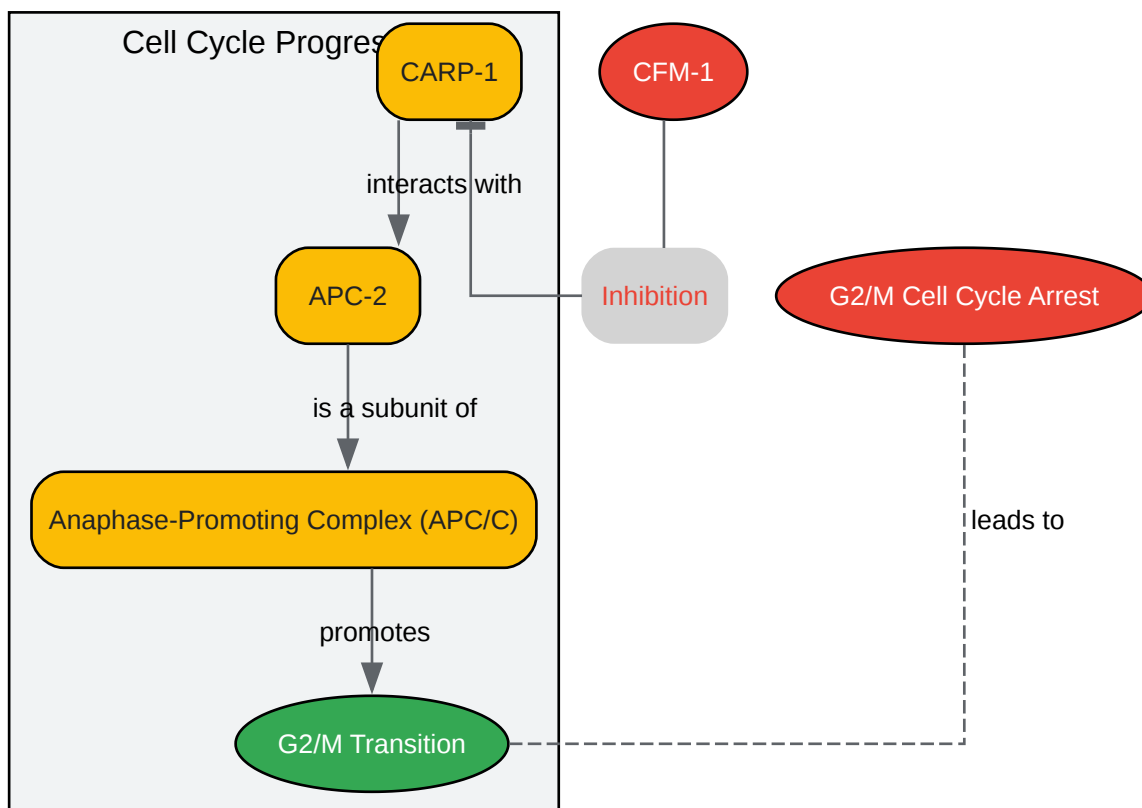 Cell Cycle Progres
CARP-1
CFM-1
interacts with
APC-2
Inhibition
G2/M Cell Cycle Arrest
is a subunit of
Anaphase-Promoting Complex (APC/C)
leads to
promotes
G2/M Transition